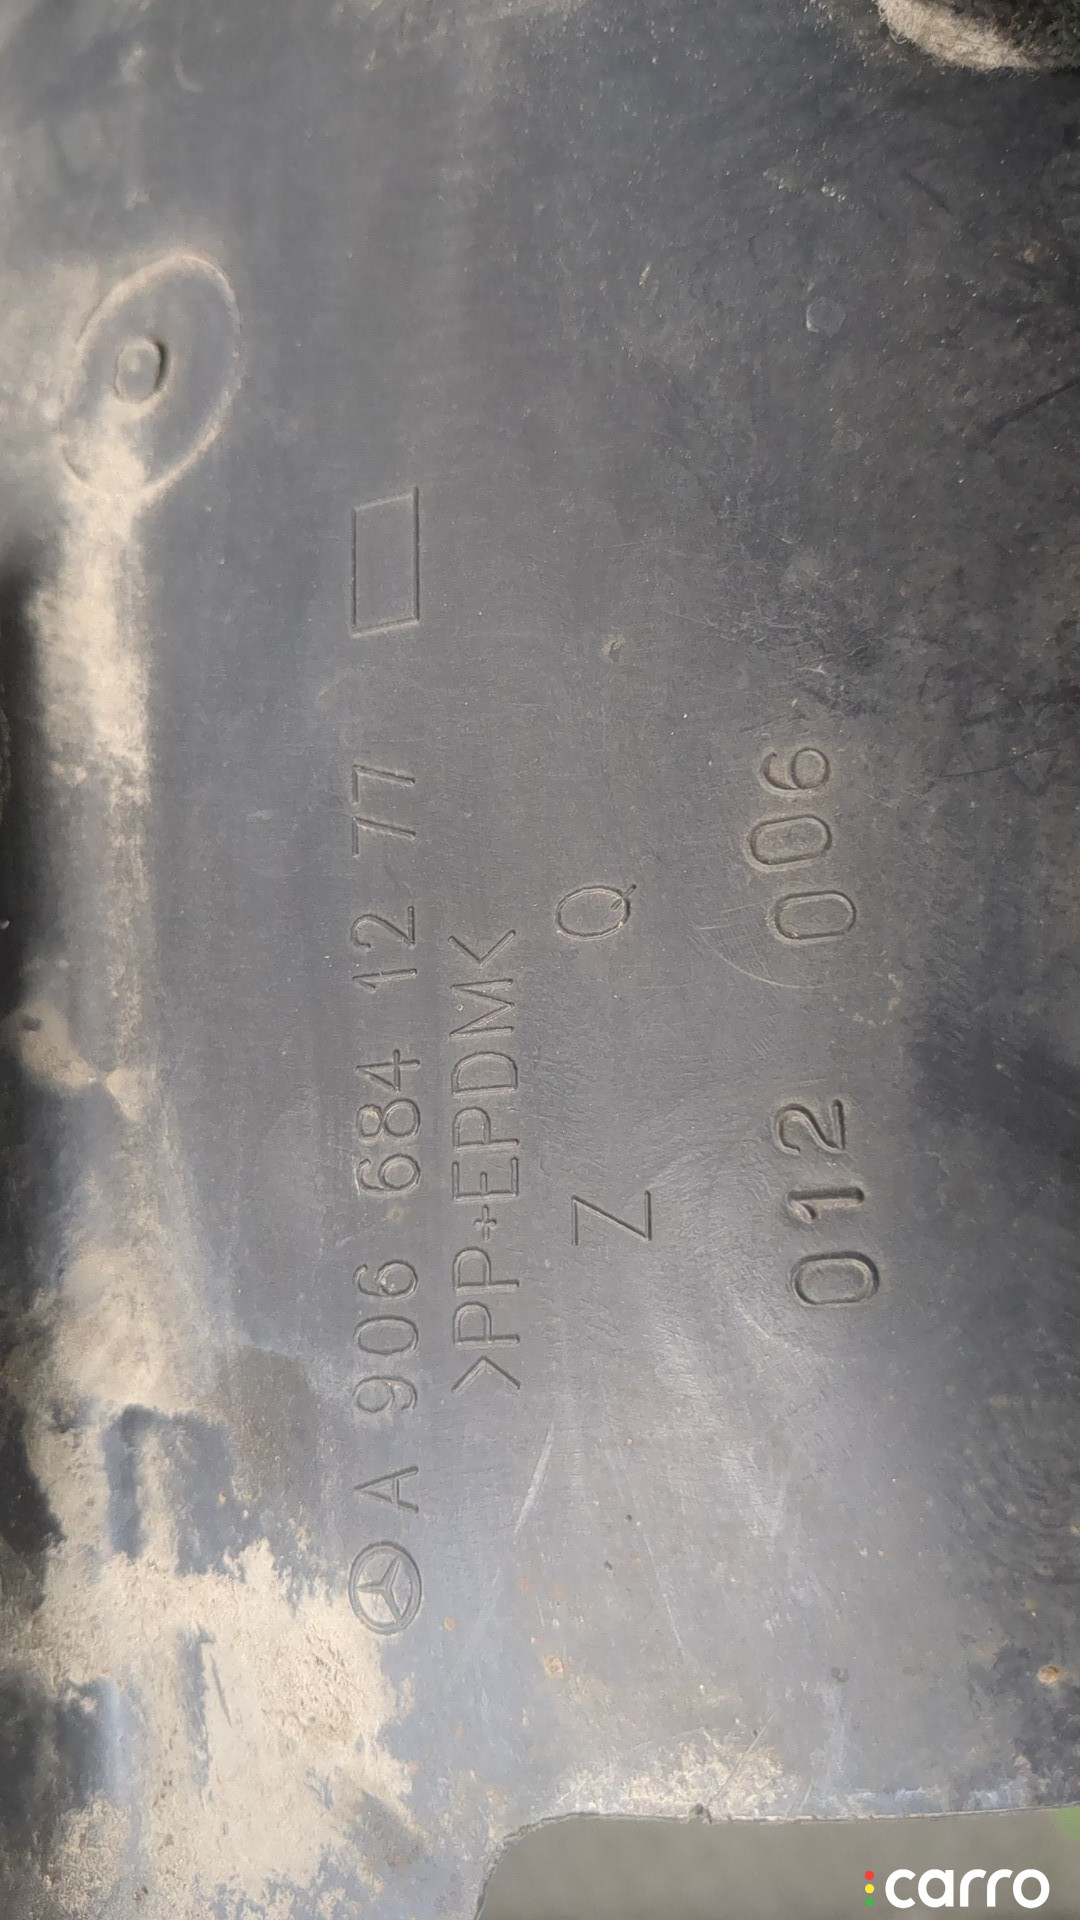 A 906 684 12 77
>PP+EPDM<
Z Q
012 006
carro